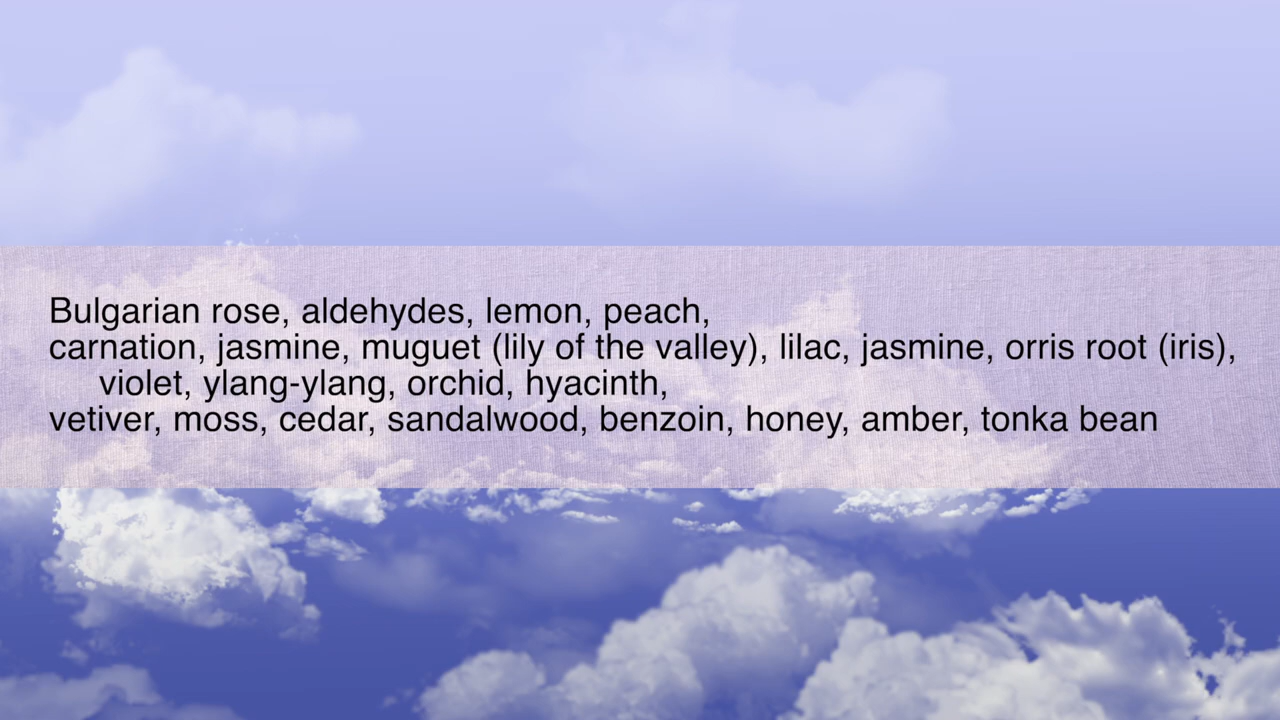 Bulgarian rose, aldehydes, lemon, peach,
carnation, jasmine, muguet (lily of the valley), lilac, jasmine, orris root (iris),
violet, ylang-ylang, orchid, hyacinth,
vetiver, moss, cedar, sandalwood, benzoin, honey, amber, tonka bean